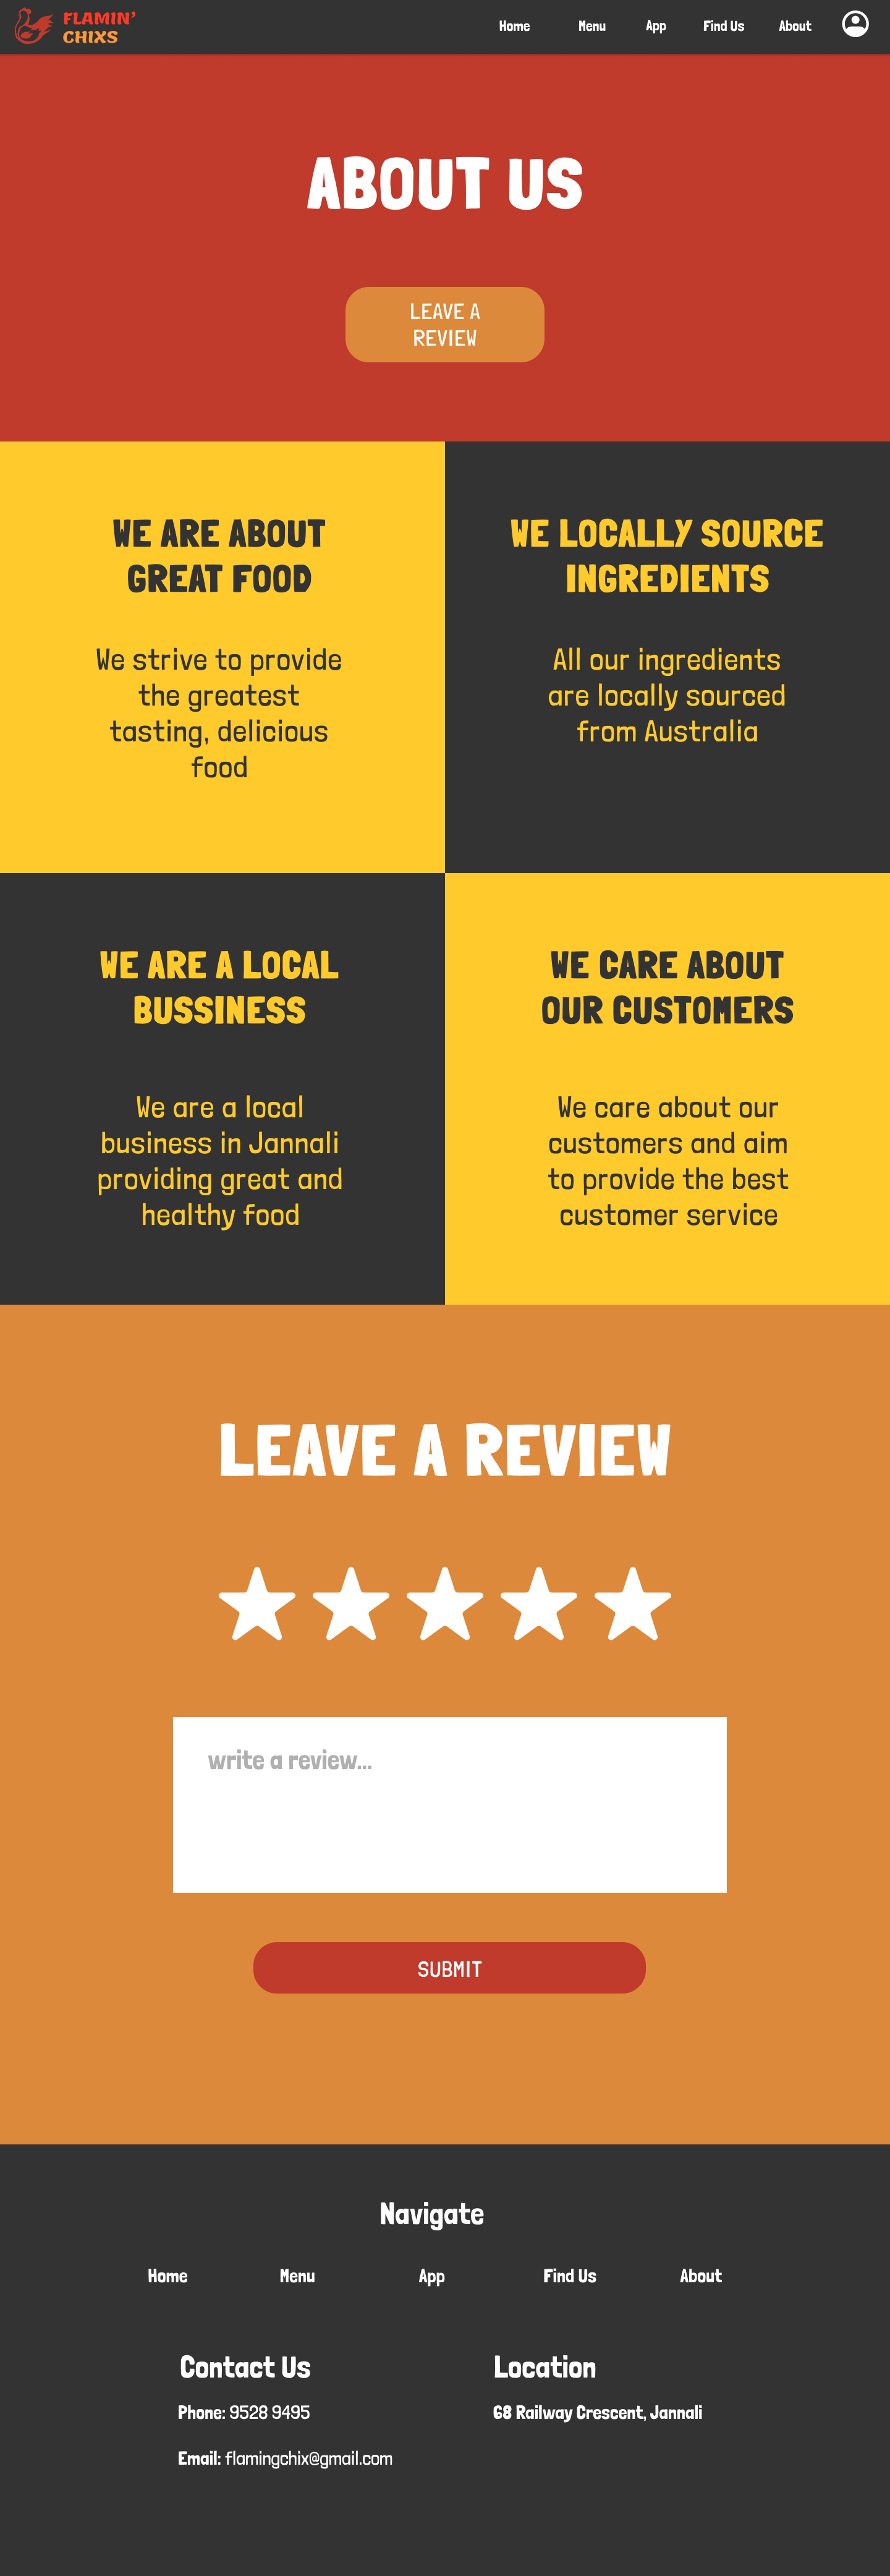 FLAMIN'
CHIXS
Home Menu App Find Us About
ABOUT US
LEAVE A
REVIEW
WE ARE ABOUT
GREAT FOOD
We strive to provide
the greatest
tasting, delicious
food
WE LOCALLY SOURCE
INGREDIENTS
All our ingredients
are locally sourced
from Australia
WE ARE A LOCAL
BUSSINESS
We are a local
business in Jannali
providing great and
healthy food
WE CARE ABOUT
OUR CUSTOMERS
We care about our
customers and aim
to provide the best
customer service
LEAVE A REVIEW
write a review...
SUBMIT
Navigate
Home Menu App Find Us About
Contact Us
Phone: 9528 9495
Email: flamingchix@gmail.com
Location
68 Railway Crescent, Jannali